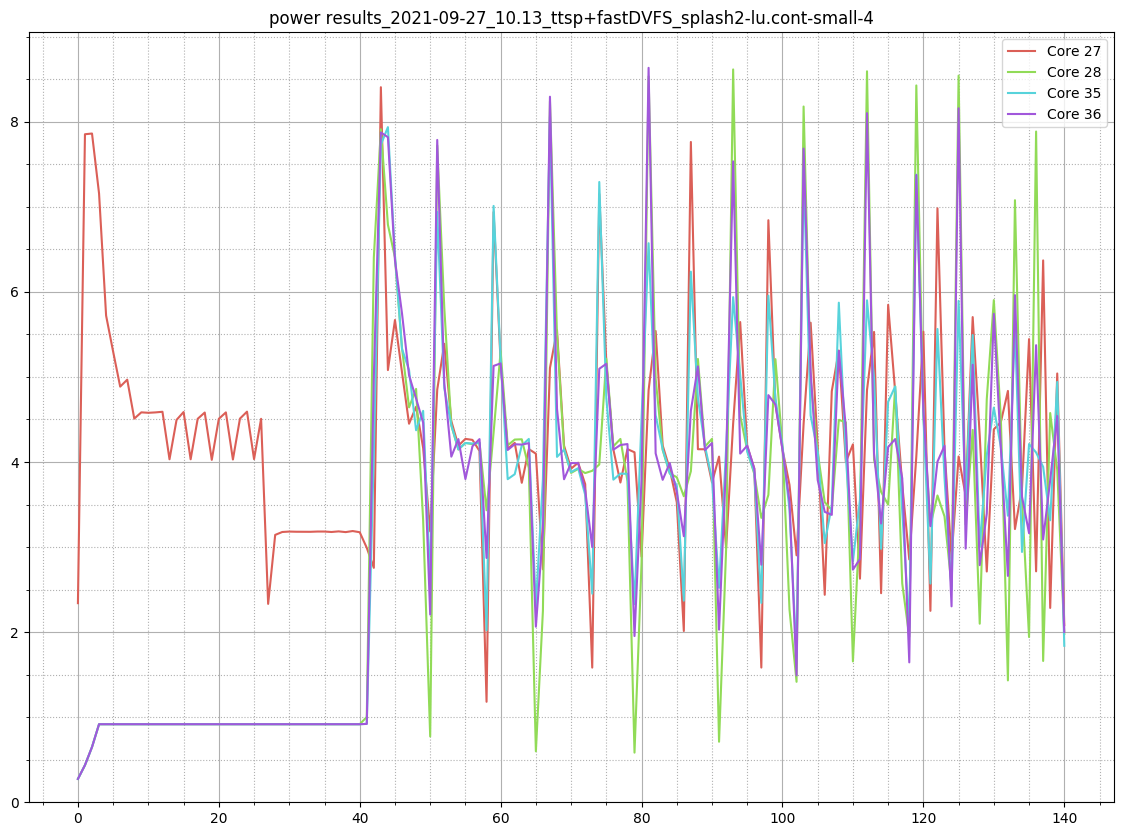 power results_2021-09-27_10.13_ttsp+fastDVFS_splash2-lu.cont-small-4
Core 27
Core 28
Core 35
Core 36
8
6
4
2
0
0 20 40 60 80 100 120 140